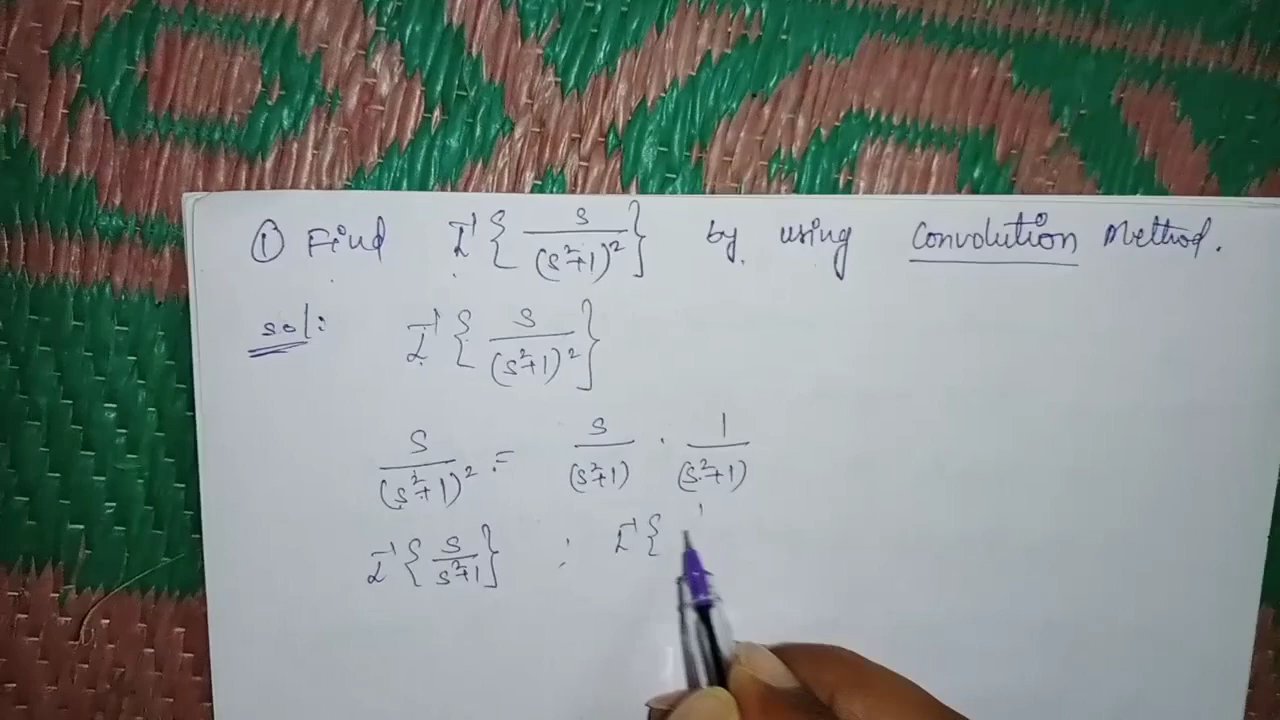 ① Find L⁻¹{ s/(s²+1)² } by using Convolution Method.
sol: L⁻¹{ s/(s²+1)² }
s/(s²+1)² = s/(s²+1) · 1/(s²+1)
L⁻¹{ s/s²+1 } ; L⁻¹{ 1